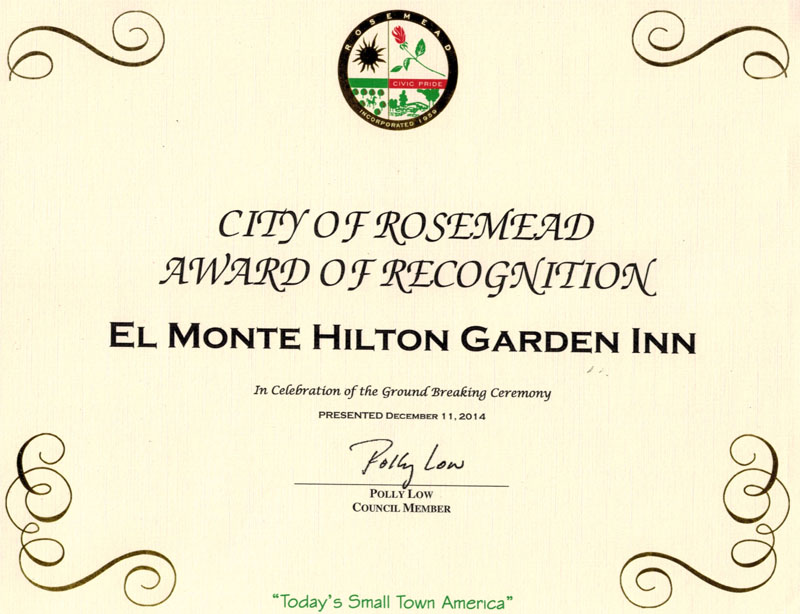 ROSEMEAD
CIVIC PRIDE
INCORPORATED 1959
CITY OF ROSEMEAD
AWARD OF RECOGNITION
EL MONTE HILTON GARDEN INN
In Celebration of the Ground Breaking Ceremony
PRESENTED DECEMBER 11, 2014
Polly Low
POLLY LOW
COUNCIL MEMBER
"Today's Small Town America"